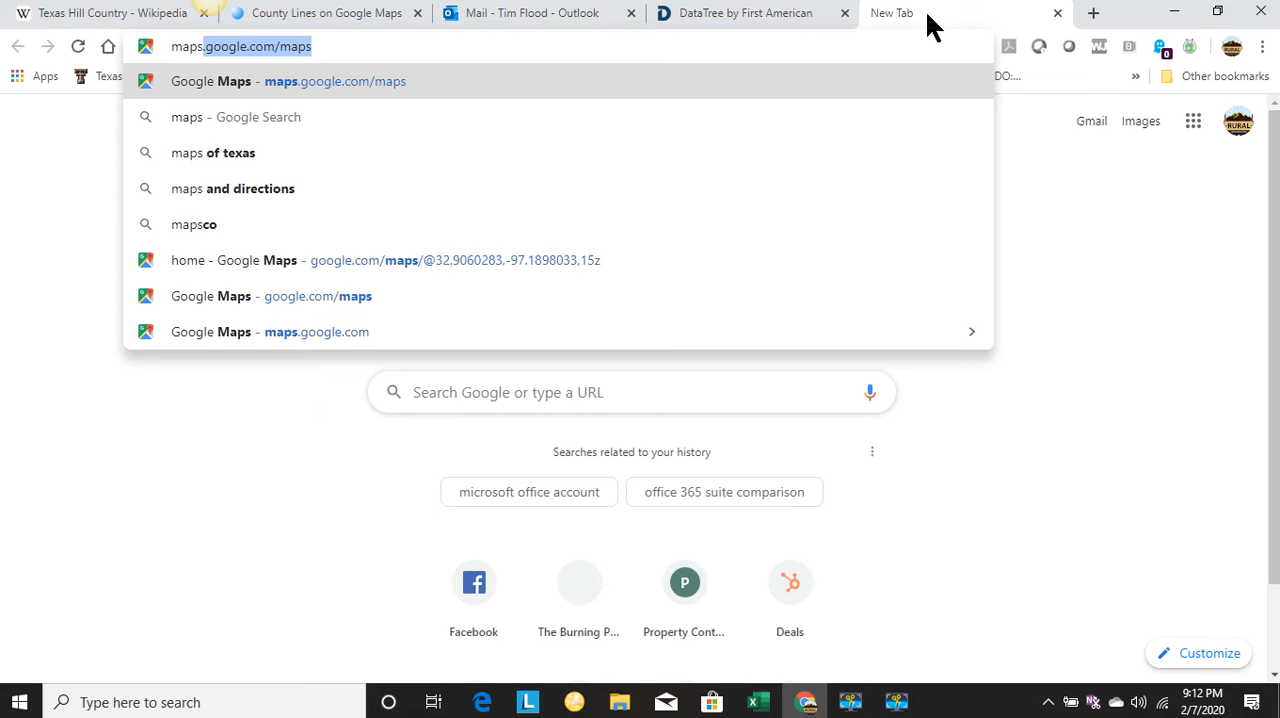 Texas Hill Country - Wikipedia
County Lines on Google Maps
Mail - Tim Flood - Outlook
DataTree by First American
New Tab
maps.google.com/maps
Apps
Texas
DO:...
Other bookmarks
0
Google Maps - maps.google.com/maps
maps - Google Search
maps of texas
maps and directions
mapsco
home - Google Maps - google.com/maps/@32.9060283,-97.1898033,15z
Google Maps - google.com/maps
Google Maps - maps.google.com
Gmail
Images
RURAL
Search Google or type a URL
Searches related to your history
microsoft office account
office 365 suite comparison
P
Facebook
The Burning P...
Property Cont...
Deals
Customize
Type here to search
L
9:12 PM
2/7/2020